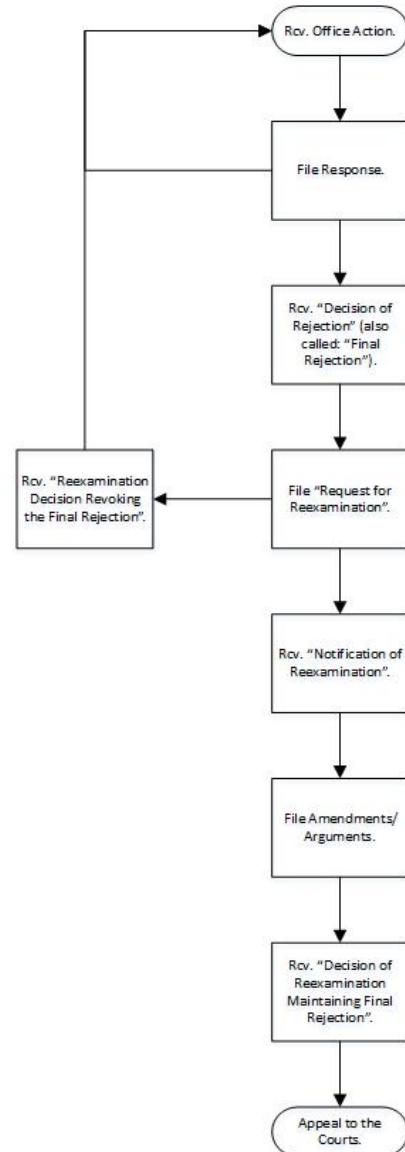 Rcv. Office Action.
File Response.
Rcv. “Decision of
Rejection” (also
called: “Final
Rejection”).
Rcv. “Reexamination
Decision Revoking
the Final Rejection”.
File “Request for
Reexamination”.
Rcv. “Notification of
Reexamination”.
File Amendments/
Arguments.
Rcv. “Decision of
Reexamination
Maintaining Final
Rejection”.
Appeal to the
Courts.